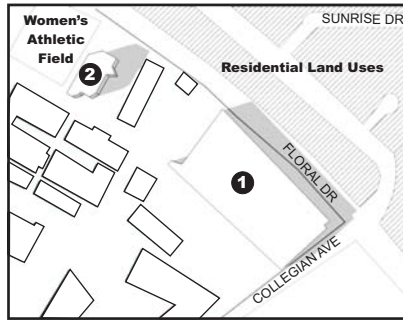 Women's
Athletic
Field
SUNRISE DR
2
Residential Land Uses
FLORAL DR
1
COLLEGIAN AVE